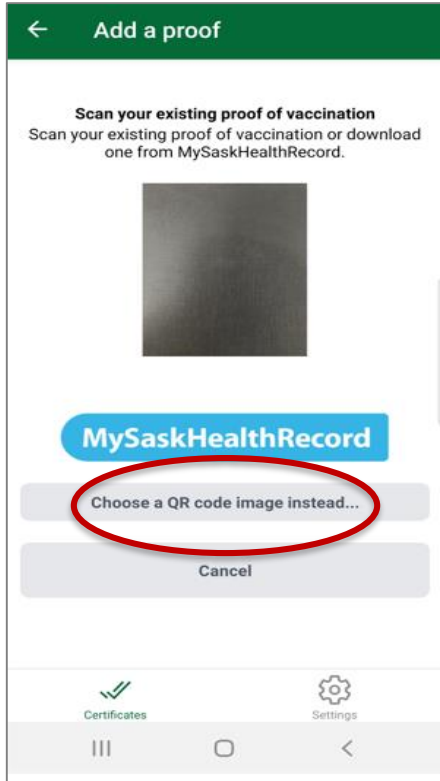 Add a proof
Scan your existing proof of vaccination
Scan your existing proof of vaccination or download
one from MySaskHealthRecord.
MySaskHealthRecord
Choose a QR code image instead...
Cancel
Certificates
Settings